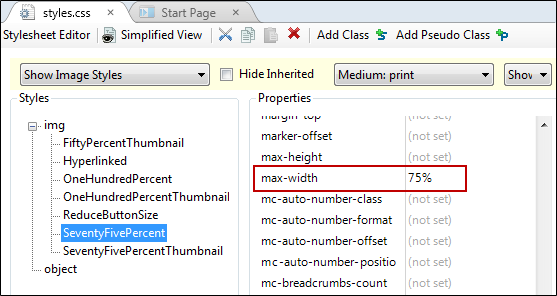 styles.css
Start Page
Stylesheet Editor
Simplified View
Add Class
Add Pseudo Class
Show Image Styles
Hide Inherited
Medium: print
Show
Styles
Properties
img
FiftyPercentThumbnail
Hyperlinked
OneHundredPercent
OneHundredPercentThumbnail
ReduceButtonSize
SeventyFivePercent
SeventyFivePercentThumbnail
object
margin-top (not set)
marker-offset (not set)
max-height (not set)
max-width 75%
mc-auto-number-class (not set)
mc-auto-number-format (not set)
mc-auto-number-offset (not set)
mc-auto-number-positio (not set)
mc-breadcrumbs-count (not set)